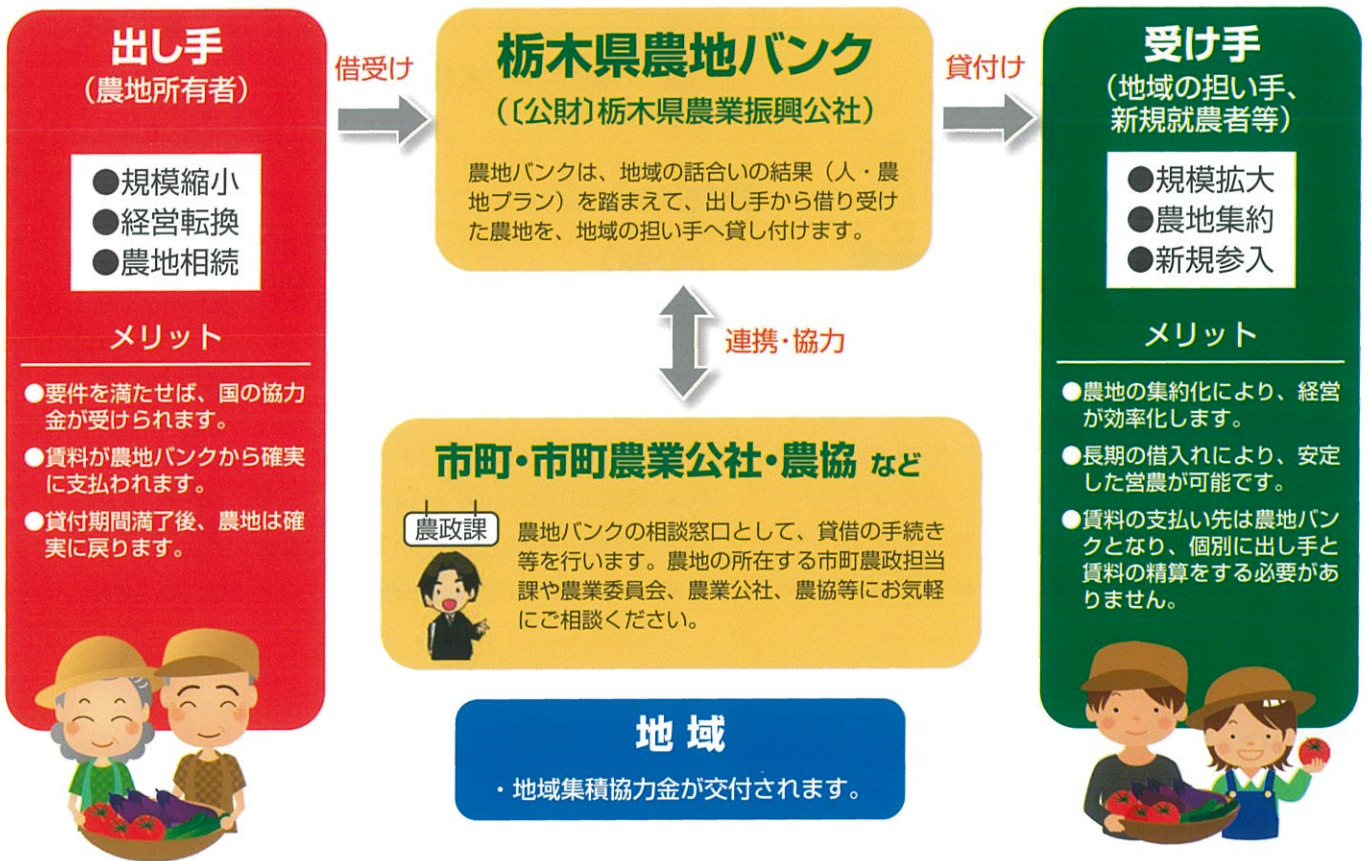 出し手
（農地所有者）
●規模縮小
●経営転換
●農地相続
メリット
●要件を満たせば、国の協力
金が受けられます。
●賃料が農地バンクから確実
に支払われます。
●貸付期間満了後、農地は確
実に戻ります。
借受け
栃木県農地バンク
（〔公財〕栃木県農業振興公社）
農地バンクは、地域の話合いの結果（人・農
地プラン）を踏まえて、出し手から借り受け
た農地を、地域の担い手へ貸し付けます。
貸付け
連携・協力
市町・市町農業公社・農協 など
農政課
農地バンクの相談窓口として、貸借の手続き
等を行います。農地の所在する市町農政担当
課や農業委員会、農業公社、農協等にお気軽
にご相談ください。
地 域
・地域集積協力金が交付されます。
受け手
（地域の担い手、
新規就農者等）
●規模拡大
●農地集約
●新規参入
メリット
●農地の集約化により、経営
が効率化します。
●長期の借入れにより、安定
した営農が可能です。
●賃料の支払い先は農地バン
クとなり、個別に出し手と
賃料の精算をする必要があ
りません。